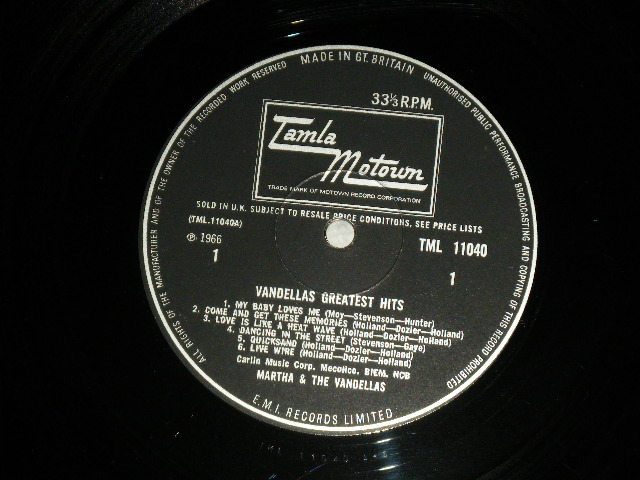 MADE IN GT. BRITAIN
UNAUTHORISED PUBLIC PERFORMANCE BROADCASTING AND COPYING OF THIS RECORD PROHIBITED
ALL RIGHTS OF THE MANUFACTURER AND OF THE OWNER OF THE RECORDED WORK RESERVED
33⅓ R.P.M.
Tamla
Motown
TRADE MARK OF MOTOWN RECORD CORPORATION
SOLD IN U.K. SUBJECT TO RESALE PRICE CONDITIONS, SEE PRICE LISTS
(TML.11040A)
TML 11040
℗ 1966
1
1
VANDELLAS GREATEST HITS
1. MY BABY LOVES ME (Moy—Stevenson—Hunter)
2. COME AND GET THESE MEMORIES (Holland—Dozier—Holland)
3. LOVE IS LIKE A HEAT WAVE (Holland—Dozier—Holland)
4. DANCING IN THE STREET (Stevenson—Gaye)
5. QUICKSAND (Holland—Dozier—Holland)
6. LIVE WIRE (Holland—Dozier—Holland)
Carlin Music Corp. Mecolico. BIEM. NCB
MARTHA & THE VANDELLAS
E.M.I. RECORDS LIMITED